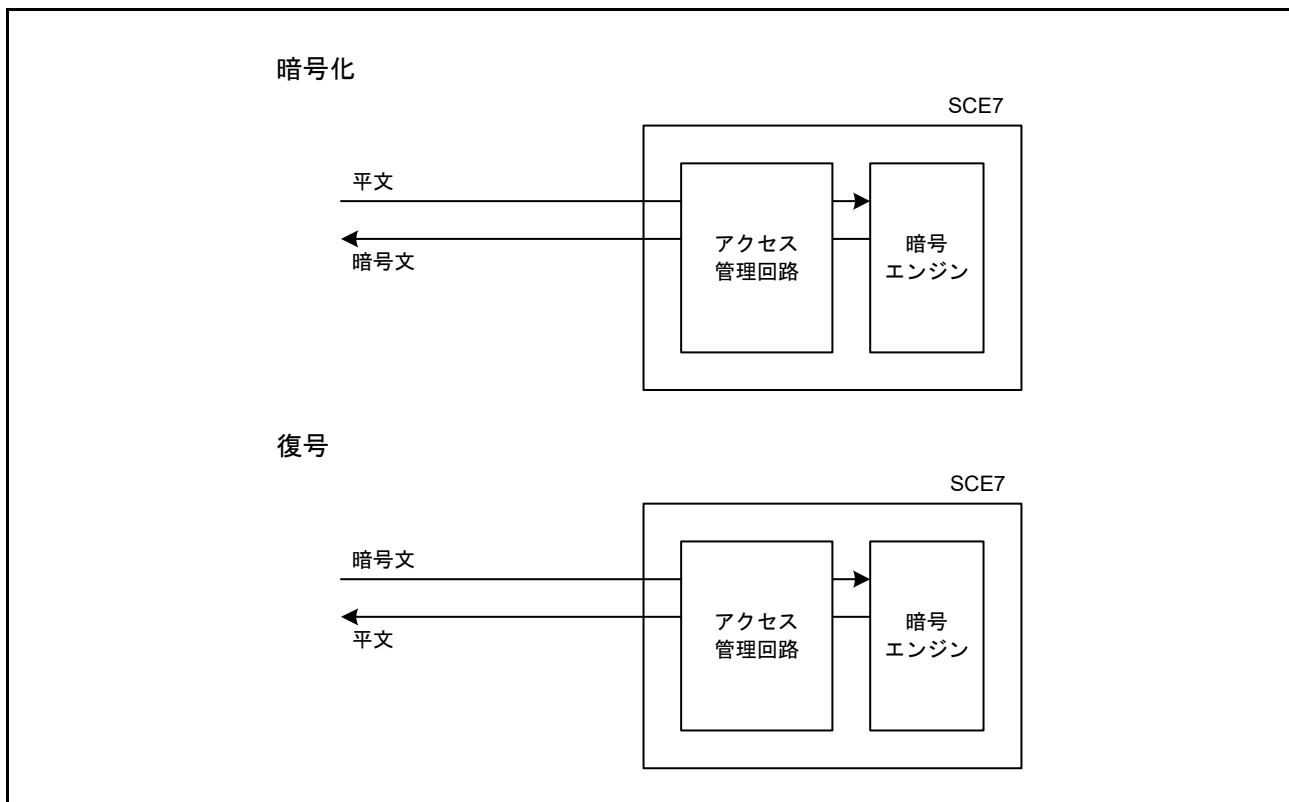 暗号化
SCE7
平文
暗号文
アクセス
管理回路
暗号
エンジン
復号
SCE7
暗号文
平文
アクセス
管理回路
暗号
エンジン